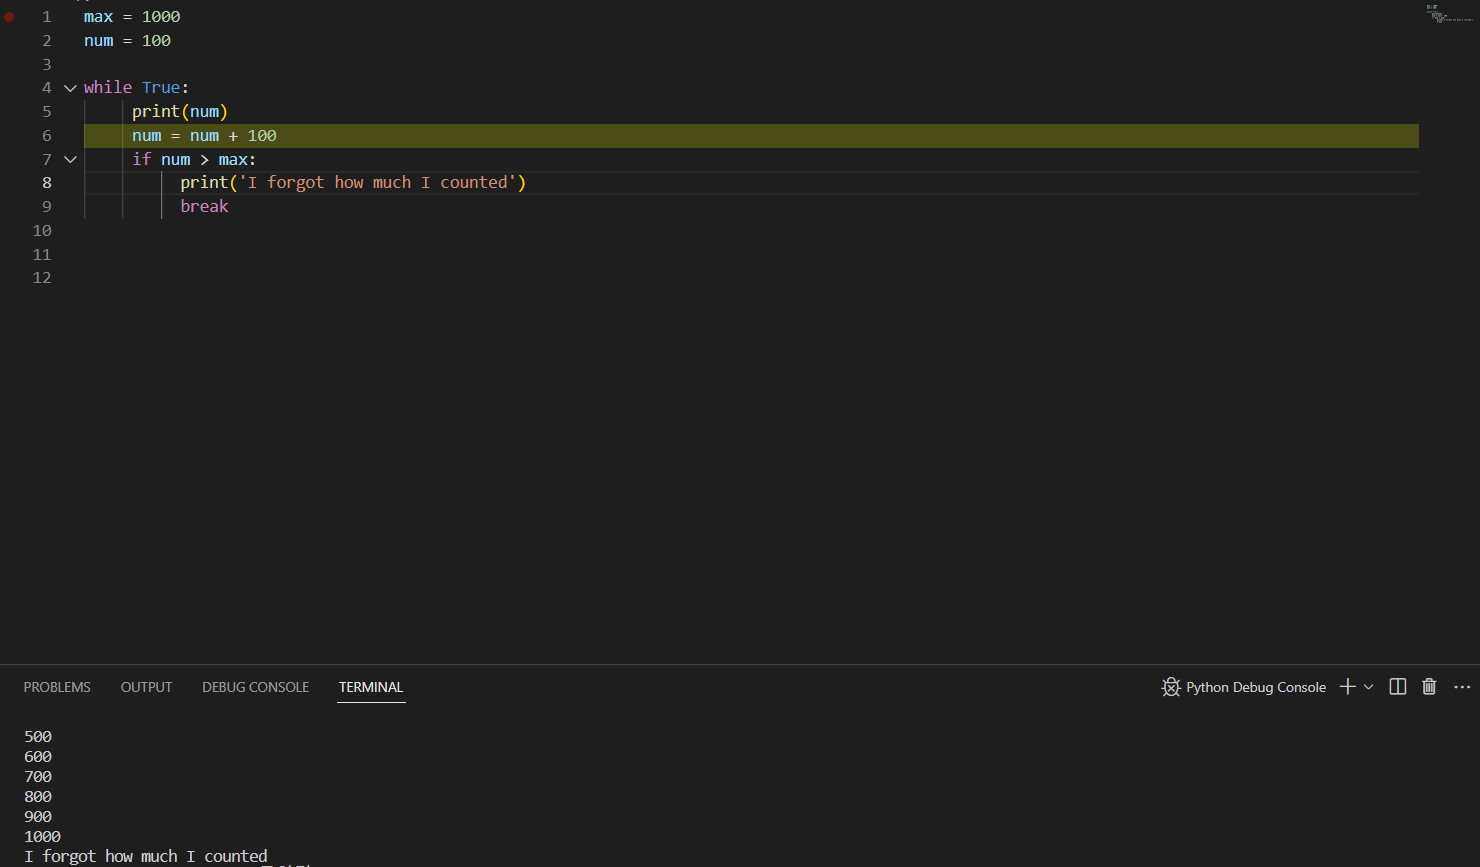 1 max = 1000
2 num = 100
3
4 while True:
5 print(num)
6 num = num + 100
7 if num > max:
8 print('I forgot how much I counted')
9 break
10
11
12
PROBLEMS OUTPUT DEBUG CONSOLE TERMINAL Python Debug Console
500
600
700
800
900
1000
I forgot how much I counted